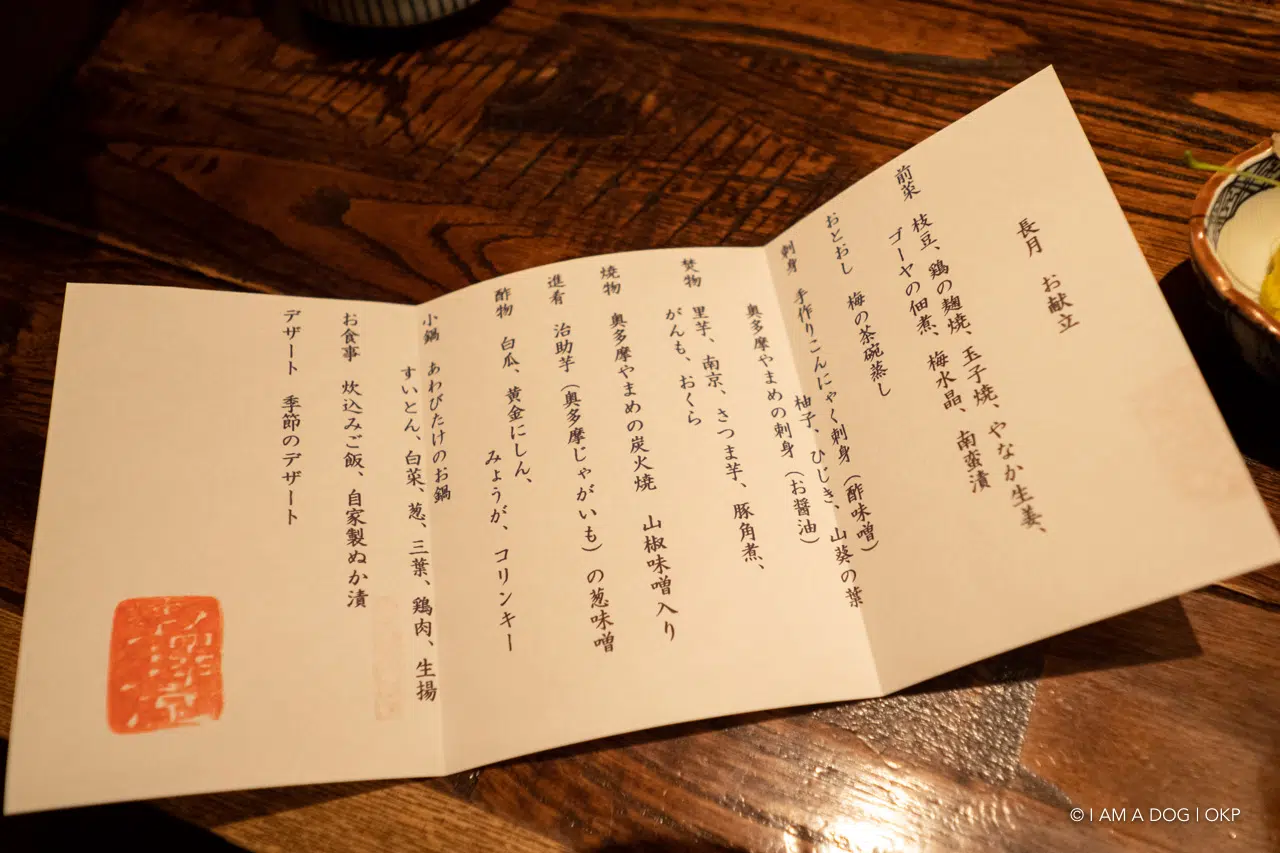 長月 お献立
前菜 枝豆、鶏の麹焼、玉子焼、やなか生姜、
ゴーヤの佃煮、梅水晶、南蛮漬
おとおし 梅の茶碗蒸し
刺身 手作りこんにゃく刺身(酢味噌)
柚子、ひじき、山葵の葉
奥多摩やまめの刺身(お醤油)
焚物 里芋、南京、さつま芋、豚角煮、
がんも、おくら
焼物 奥多摩やまめの炭火焼 山椒味噌入り
進肴 治助芋(奥多摩じゃがいも)の葱味噌
酢物 白瓜、黄金にしん、
みょうが、コリンキー
小鍋 あわびたけのお鍋
すいとん、白菜、葱、三葉、鶏肉、生揚
お食事 炊込みご飯、自家製ぬか漬
デザート 季節のデザート
© I AM A DOG | OKP